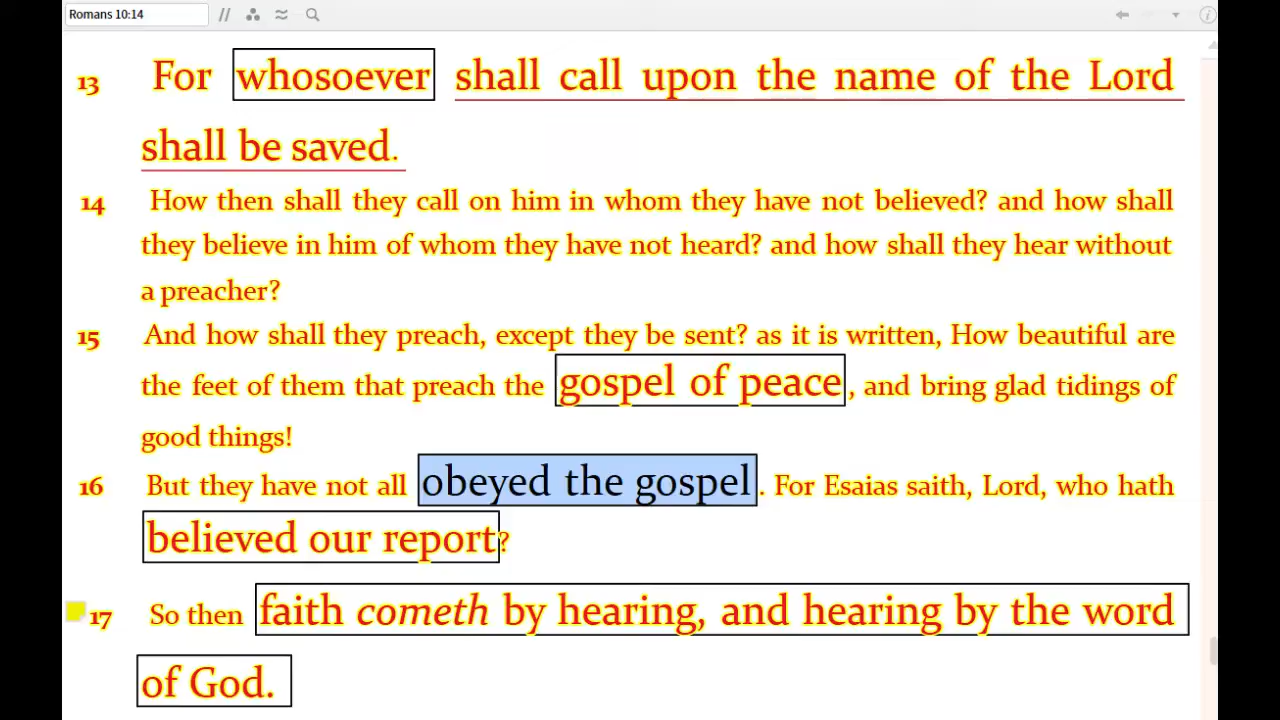 Romans 10:14
13 For whosoever shall call upon the name of the Lord
shall be saved.
14 How then shall they call on him in whom they have not believed? and how shall
they believe in him of whom they have not heard? and how shall they hear without
a preacher?
15 And how shall they preach, except they be sent? as it is written, How beautiful are
the feet of them that preach the gospel of peace, and bring glad tidings of
good things!
16 But they have not all obeyed the gospel. For Esaias saith, Lord, who hath
believed our report?
17 So then faith cometh by hearing, and hearing by the word
of God.